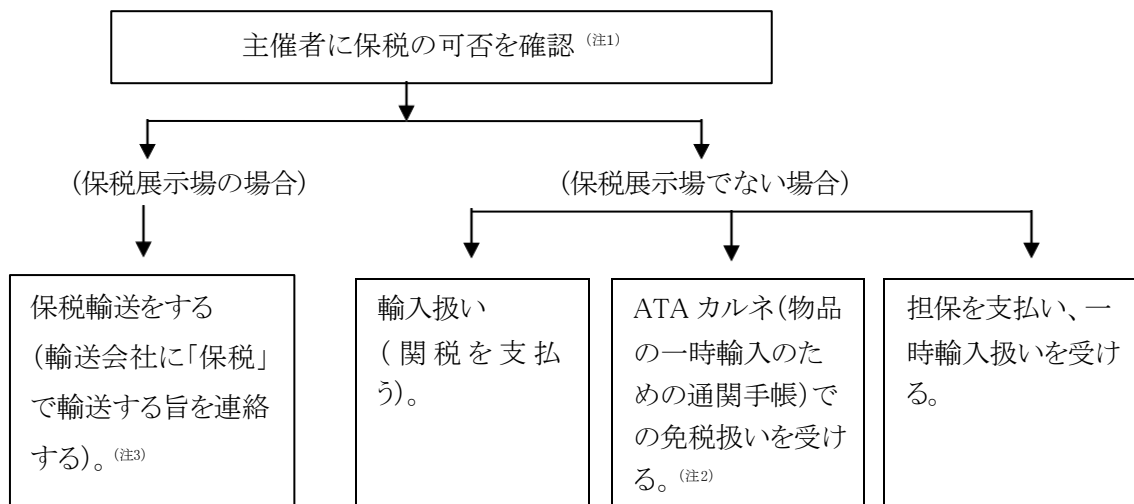 主催者に保税の可否を確認 (注1)
(保税展示場の場合)
(保税展示場でない場合)
保税輸送をする
(輸送会社に「保税」
で輸送する旨を連絡
する)。(注3)
輸入扱い
(関税を支払
う)。
ATA カルネ(物品
の一時輸入のた
めの通関手帳)で
の免税扱いを受け
る。(注2)
担保を支払い、一
時輸入扱いを受け
る。